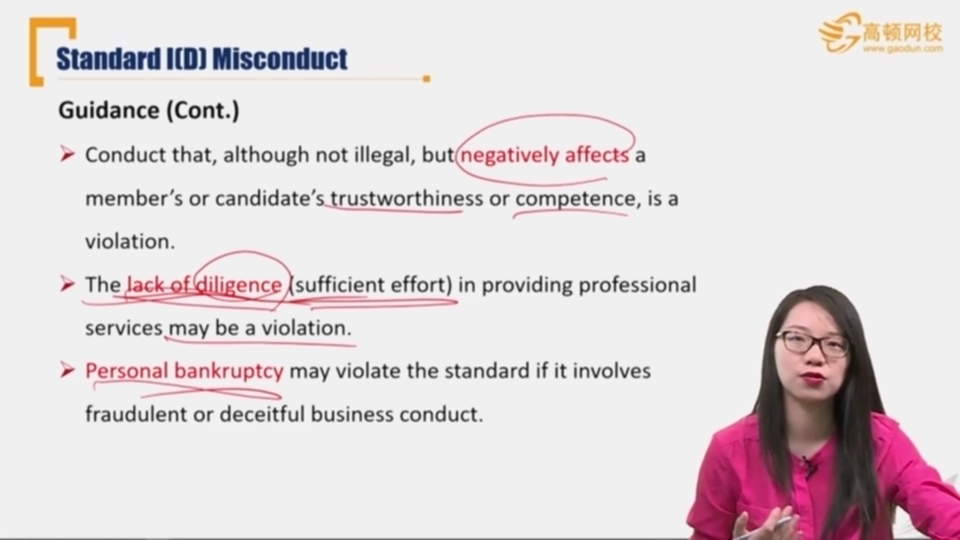 高顿网校
www.gaodun.com
Standard I(D) Misconduct
Guidance (Cont.)
Conduct that, although not illegal, but negatively affects a
member's or candidate's trustworthiness or competence, is a
violation.
The lack of diligence (sufficient effort) in providing professional
services may be a violation.
Personal bankruptcy may violate the standard if it involves
fraudulent or deceitful business conduct.